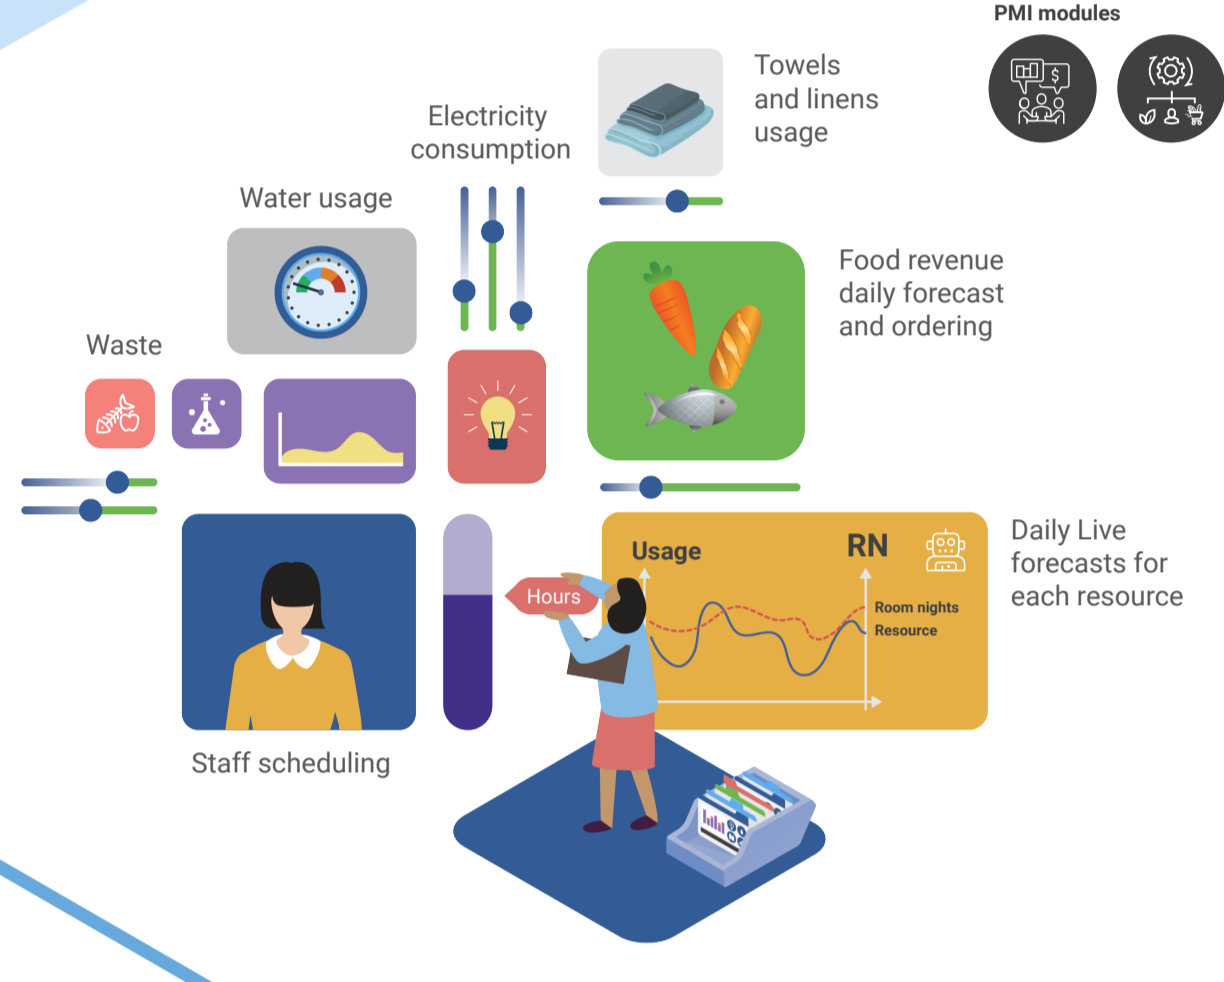 PMI modules
Towels
and linens
usage
Electricity
consumption
Water usage
Food revenue
daily forecast
and ordering
Waste
Daily Live
forecasts for
each resource
Usage
RN
Hours
Room nights
Resource
Staff scheduling
$